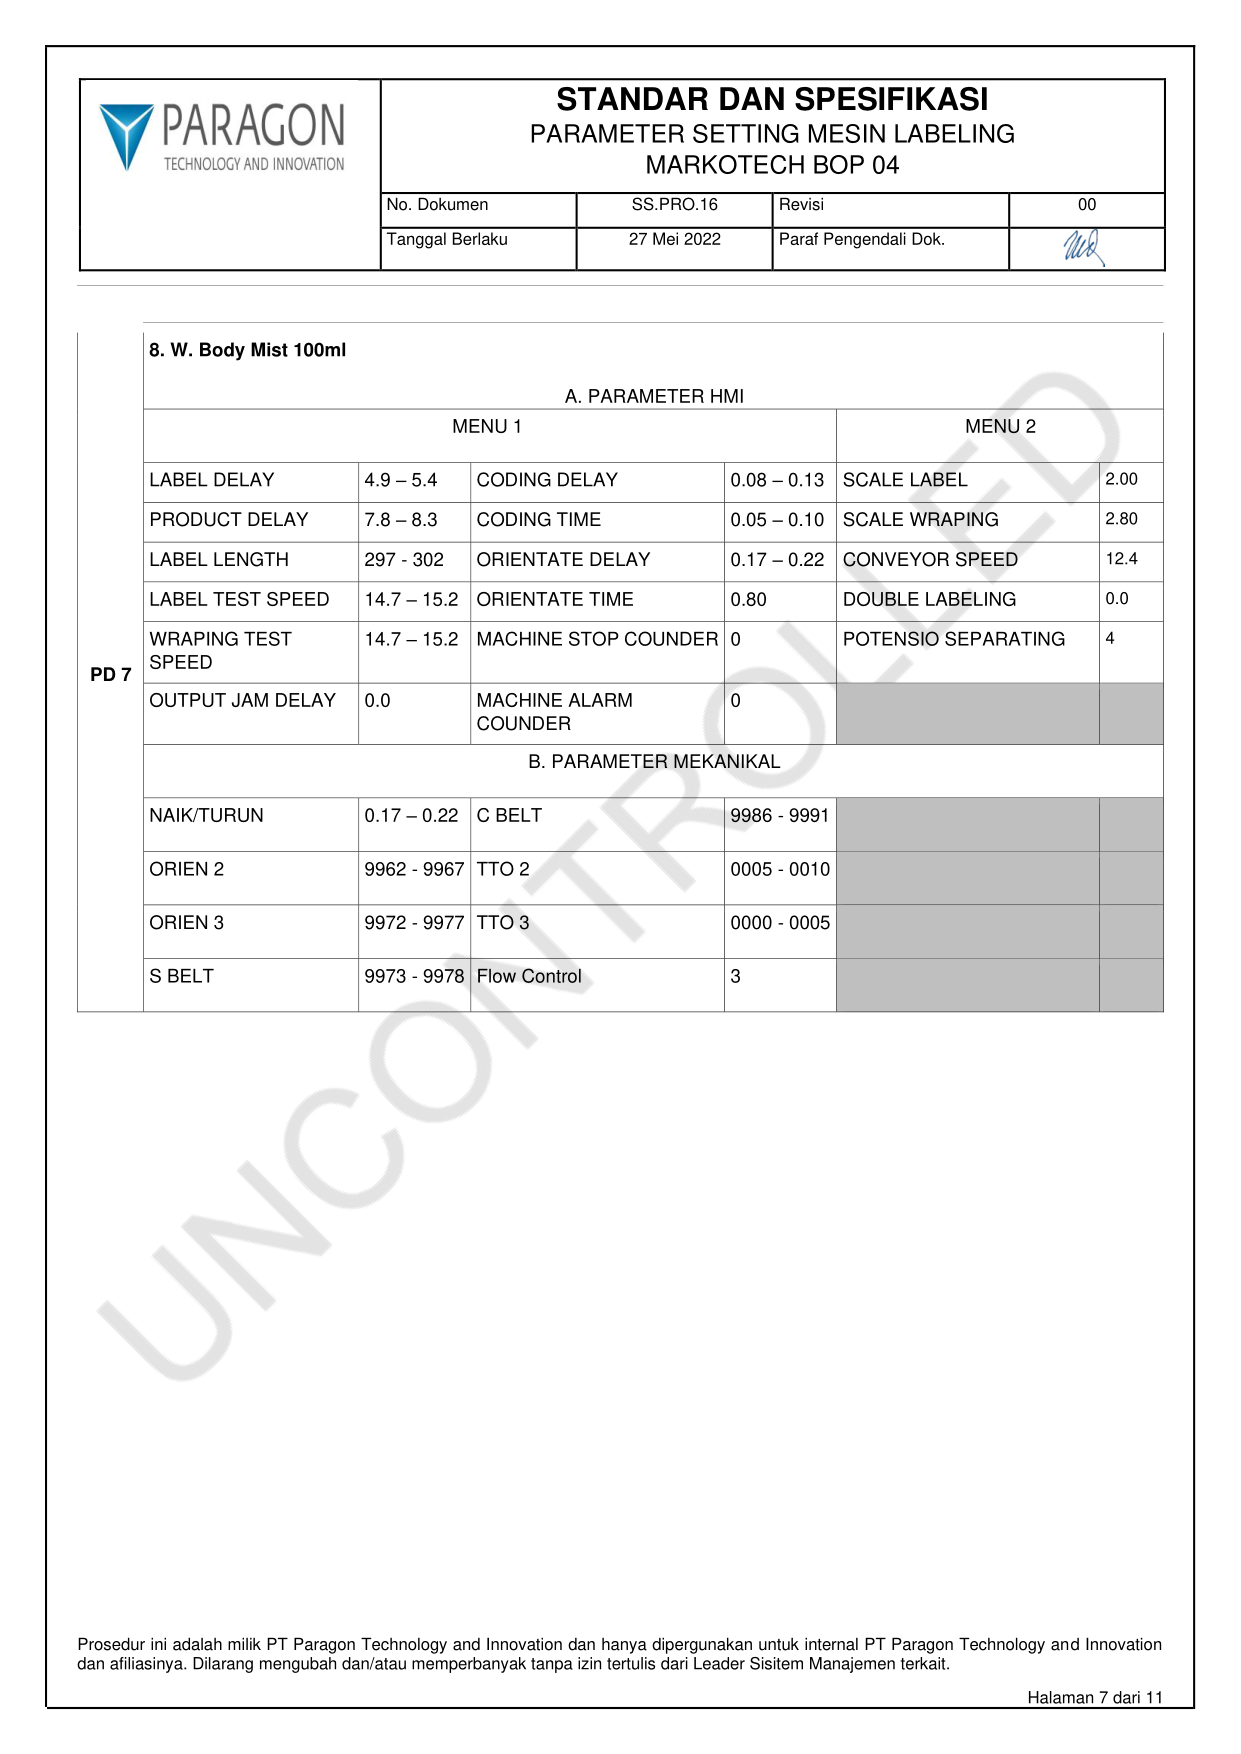 PARAGON
TECHNOLOGY AND INNOVATION
STANDAR DAN SPESIFIKASI
PARAMETER SETTING MESIN LABELING
MARKOTECH BOP 04
No. Dokumen SS.PRO.16 Revisi 00
Tanggal Berlaku 27 Mei 2022 Paraf Pengendali Dok.
8. W. Body Mist 100ml
A. PARAMETER HMI
MENU 1 MENU 2
LABEL DELAY 4.9 – 5.4 CODING DELAY 0.08 – 0.13 SCALE LABEL 2.00
PRODUCT DELAY 7.8 – 8.3 CODING TIME 0.05 – 0.10 SCALE WRAPING 2.80
LABEL LENGTH 297 - 302 ORIENTATE DELAY 0.17 – 0.22 CONVEYOR SPEED 12.4
LABEL TEST SPEED 14.7 – 15.2 ORIENTATE TIME 0.80 DOUBLE LABELING 0.0
WRAPING TEST 14.7 – 15.2 MACHINE STOP COUNDER 0 POTENSIO SEPARATING 4
SPEED
PD 7
OUTPUT JAM DELAY 0.0 MACHINE ALARM 0
COUNDER
B. PARAMETER MEKANIKAL
NAIK/TURUN 0.17 – 0.22 C BELT 9986 - 9991
ORIEN 2 9962 - 9967 TTO 2 0005 - 0010
ORIEN 3 9972 - 9977 TTO 3 0000 - 0005
S BELT 9973 - 9978 Flow Control 3
UNCONTROLLED
Prosedur ini adalah milik PT Paragon Technology and Innovation dan hanya dipergunakan untuk internal PT Paragon Technology and Innovation
dan afiliasinya. Dilarang mengubah dan/atau memperbanyak tanpa izin tertulis dari Leader Sisitem Manajemen terkait.
Halaman 7 dari 11